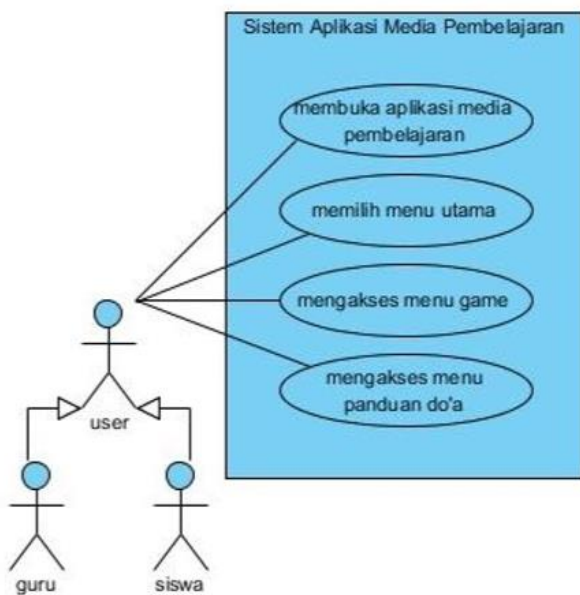 Sistem Aplikasi Media Pembelajaran
membuka aplikasi media
pembelajaran
memilih menu utama
mengakses menu game
mengakses menu
panduan do'a
user
guru
siswa